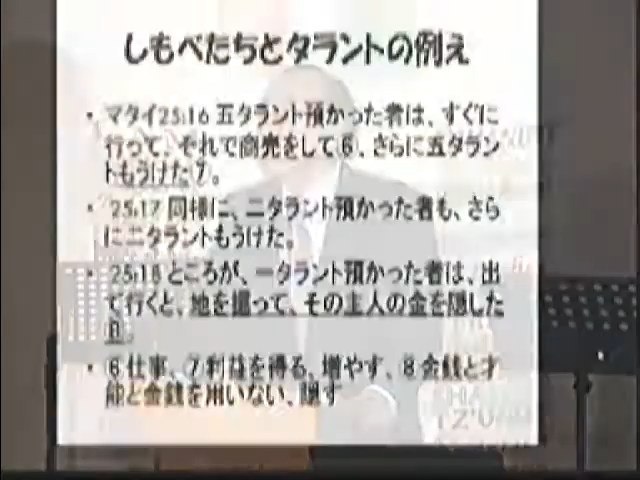 しもべたちとタラントの例え
・ マタイ25:16 五タラント預かった者は、すぐに
行って、それで商売をして⑥、さらに五タラン
トもうけた⑦。
・ 25:17 同様に、二タラント預かった者も、さら
に二タラントもうけた。
・ 25:18 ところが、一タラント預かった者は、出
て行くと、地を掘って、その主人の金を隠した
⑧。
・ ⑥仕事、⑦利益を得る、増やす、⑧金銭と才
能と金銭を用いない、隠す